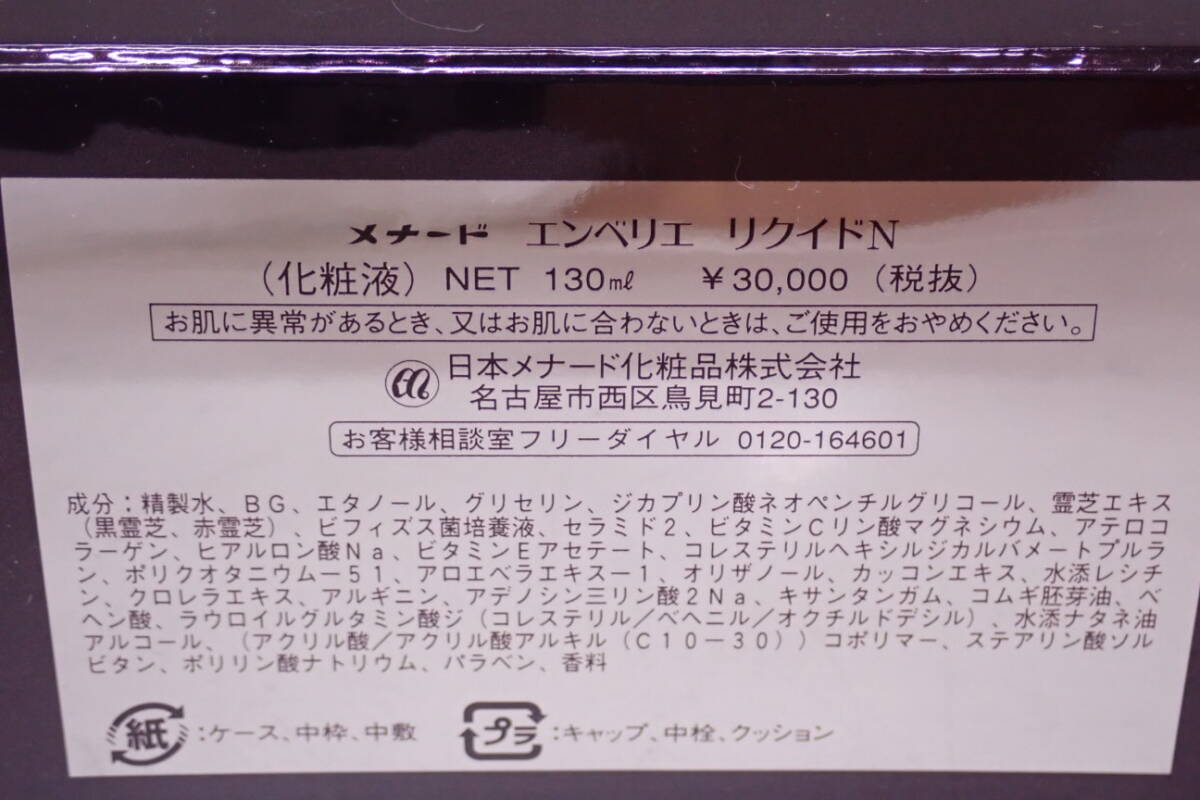 メナード エンベリエ リクイドN
（化粧液） NET 130㎖ ￥30,000（税抜）
お肌に異常があるとき、又はお肌に合わないときは、ご使用をおやめください。
日本メナード化粧品株式会社
名古屋市西区鳥見町2-130
お客様相談室フリーダイヤル 0120-164601
成分：精製水、ＢＧ、エタノール、グリセリン、ジカプリン酸ネオペンチルグリコール、霊芝エキス
（黒霊芝、赤霊芝）、ビフィズス菌培養液、セラミド２、ビタミンＣリン酸マグネシウム、アテロコ
ラーゲン、ヒアルロン酸Ｎａ、ビタミンＥアセテート、コレステリルヘキシルジカルバメートプルラ
ン、ポリクオタニウム－５１、アロエベラエキス－１、オリザノール、カッコンエキス、水添レシチ
ン、クロレラエキス、アルギニン、アデノシン三リン酸２Ｎａ、キサンタンガム、コムギ胚芽油、ベ
ヘン酸、ラウロイルグルタミン酸ジ（コレステリル／ベヘニル／オクチルドデシル）、水添ナタネ油
アルコール、（アクリル酸／アクリル酸アルキル（Ｃ１０－３０））コポリマー、ステアリン酸ソル
ビタン、ポリリン酸ナトリウム、パラベン、香料
紙：ケース、中枠、中敷 プラ：キャップ、中栓、クッション